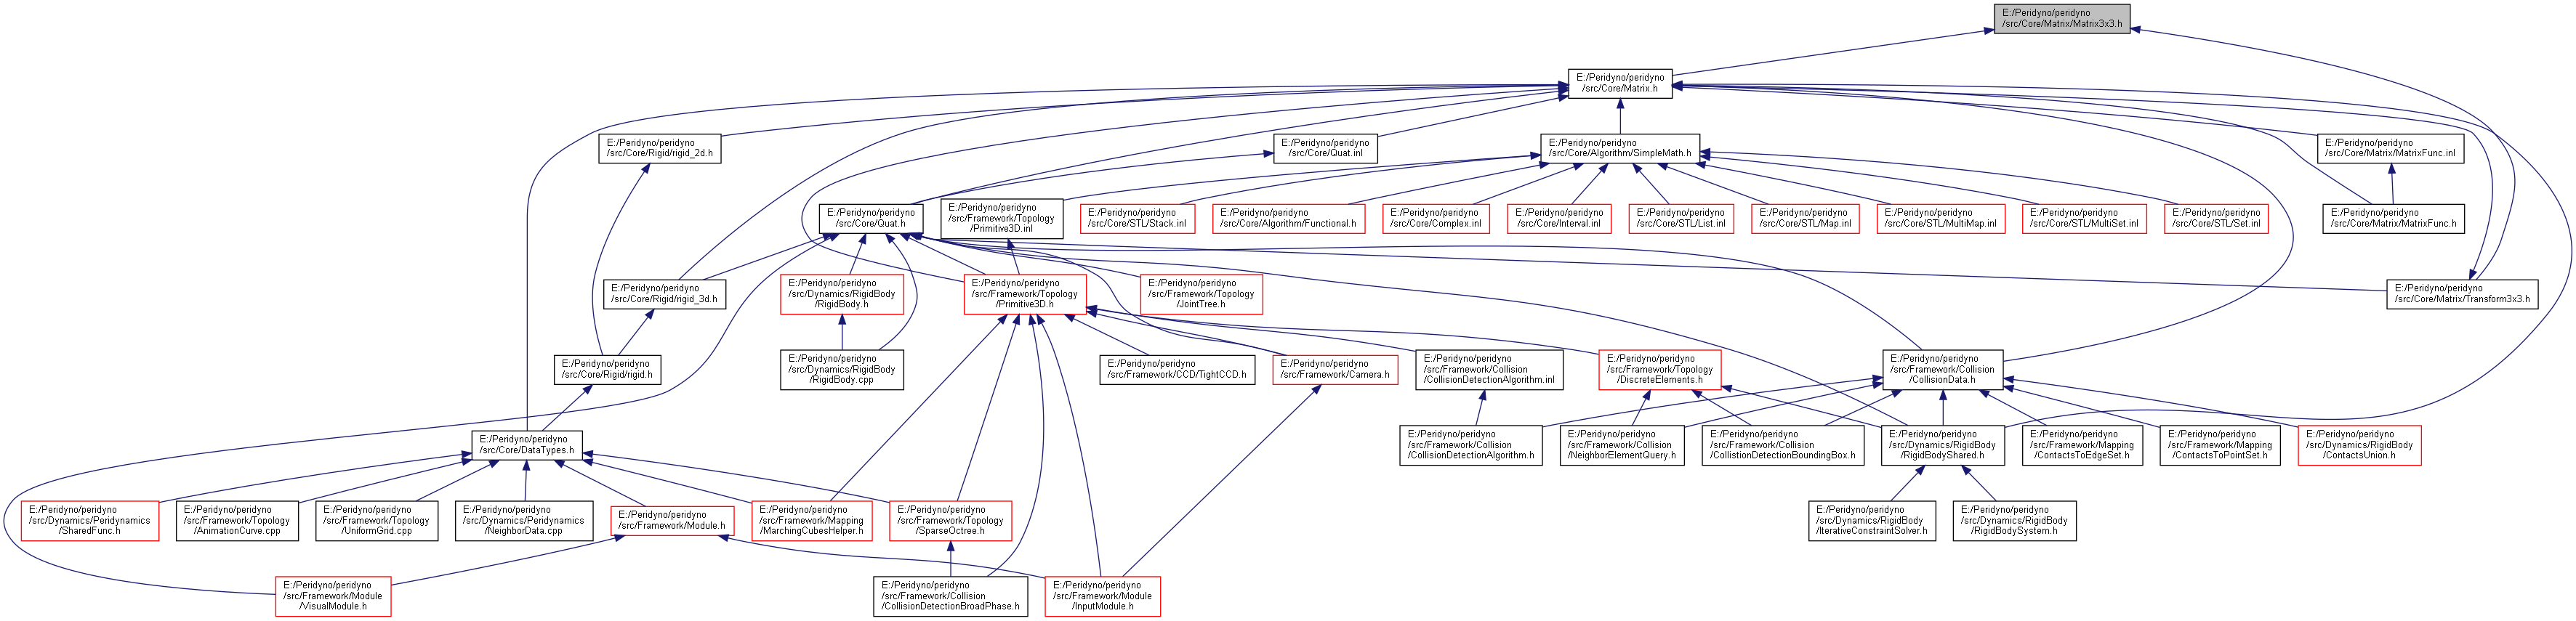 E:/Peridyno/peridyno
/src/Core/Matrix/Matrix3x3.h
E:/Peridyno/peridyno
/src/Core/Matrix.h
E:/Peridyno/peridyno
/src/Core/Rigid/rigid_2d.h
E:/Peridyno/peridyno
/src/Core/Quat.inl
E:/Peridyno/peridyno
/src/Core/Algorithm/SimpleMath.h
E:/Peridyno/peridyno
/src/Core/Matrix/MatrixFunc.inl
E:/Peridyno/peridyno
/src/Core/Quat.h
E:/Peridyno/peridyno
/src/Framework/Topology
/Primitive3D.inl
E:/Peridyno/peridyno
/src/Core/STL/Stack.inl
E:/Peridyno/peridyno
/src/Core/Algorithm/Functional.h
E:/Peridyno/peridyno
/src/Core/Complex.inl
E:/Peridyno/peridyno
/src/Core/Interval.inl
E:/Peridyno/peridyno
/src/Core/STL/List.inl
E:/Peridyno/peridyno
/src/Core/STL/Map.inl
E:/Peridyno/peridyno
/src/Core/STL/MultiMap.inl
E:/Peridyno/peridyno
/src/Core/STL/MultiSet.inl
E:/Peridyno/peridyno
/src/Core/STL/Set.inl
E:/Peridyno/peridyno
/src/Core/Matrix/MatrixFunc.h
E:/Peridyno/peridyno
/src/Core/Rigid/rigid_3d.h
E:/Peridyno/peridyno
/src/Dynamics/RigidBody
/RigidBody.h
E:/Peridyno/peridyno
/src/Framework/Topology
/Primitive3D.h
E:/Peridyno/peridyno
/src/Framework/Topology
/JointTree.h
E:/Peridyno/peridyno
/src/Core/Matrix/Transform3x3.h
E:/Peridyno/peridyno
/src/Core/Rigid/rigid.h
E:/Peridyno/peridyno
/src/Dynamics/RigidBody
/RigidBody.cpp
E:/Peridyno/peridyno
/src/Framework/CCD/TightCCD.h
E:/Peridyno/peridyno
/src/Framework/Camera.h
E:/Peridyno/peridyno
/src/Framework/Collision
/CollisionDetectionAlgorithm.inl
E:/Peridyno/peridyno
/src/Framework/Topology
/DiscreteElements.h
E:/Peridyno/peridyno
/src/Framework/Collision
/CollisionData.h
E:/Peridyno/peridyno
/src/Core/DataTypes.h
E:/Peridyno/peridyno
/src/Framework/Collision
/CollisionDetectionAlgorithm.h
E:/Peridyno/peridyno
/src/Framework/Collision
/NeighborElementQuery.h
E:/Peridyno/peridyno
/src/Framework/Collision
/CollistionDetectionBoundingBox.h
E:/Peridyno/peridyno
/src/Dynamics/RigidBody
/RigidBodyShared.h
E:/Peridyno/peridyno
/src/Framework/Mapping
/ContactsToEdgeSet.h
E:/Peridyno/peridyno
/src/Framework/Mapping
/ContactsToPointSet.h
E:/Peridyno/peridyno
/src/Dynamics/RigidBody
/ContactsUnion.h
E:/Peridyno/peridyno
/src/Dynamics/Peridynamics
/SharedFunc.h
E:/Peridyno/peridyno
/src/Framework/Topology
/AnimationCurve.cpp
E:/Peridyno/peridyno
/src/Framework/Topology
/UniformGrid.cpp
E:/Peridyno/peridyno
/src/Dynamics/Peridynamics
/NeighborData.cpp
E:/Peridyno/peridyno
/src/Framework/Module.h
E:/Peridyno/peridyno
/src/Framework/Mapping
/MarchingCubesHelper.h
E:/Peridyno/peridyno
/src/Framework/Topology
/SparseOctree.h
E:/Peridyno/peridyno
/src/Dynamics/RigidBody
/IterativeConstraintSolver.h
E:/Peridyno/peridyno
/src/Dynamics/RigidBody
/RigidBodySystem.h
E:/Peridyno/peridyno
/src/Framework/Module
/VisualModule.h
E:/Peridyno/peridyno
/src/Framework/Collision
/CollisionDetectionBroadPhase.h
E:/Peridyno/peridyno
/src/Framework/Module
/InputModule.h